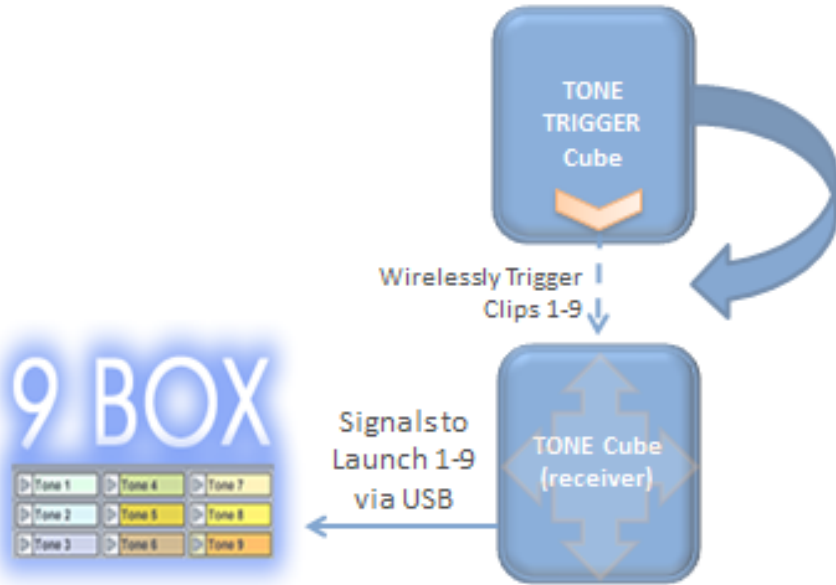 TONE
TRIGGER
Cube
Wirelessly Trigger
Clips 1-9
9 BOX
Tone 1
Tone 4
Tone 7
Tone 2
Tone 5
Tone 8
Tone 3
Tone 6
Tone 9
Signals to
Launch 1-9
via USB
TONE Cube
(receiver)